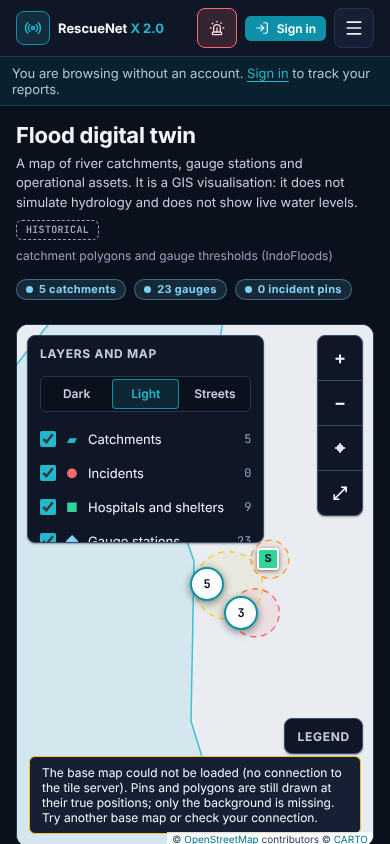 RescueNet X 2.0
Sign in
You are browsing without an account. Sign in to track your
reports.
Flood digital twin
A map of river catchments, gauge stations and
operational assets. It is a GIS visualisation: it does not
simulate hydrology and does not show live water levels.
HISTORICAL
catchment polygons and gauge thresholds (IndoFloods)
5 catchments
23 gauges
0 incident pins
LAYERS AND MAP
Dark
Light
Streets
Catchments 5
Incidents 0
Hospitals and shelters 9
Gauge stations 23
+
−
S
5
3
LEGEND
The base map could not be loaded (no connection to
the tile server). Pins and polygons are still drawn at
their true positions; only the background is missing.
Try another base map or check your connection.
© OpenStreetMap contributors © CARTO